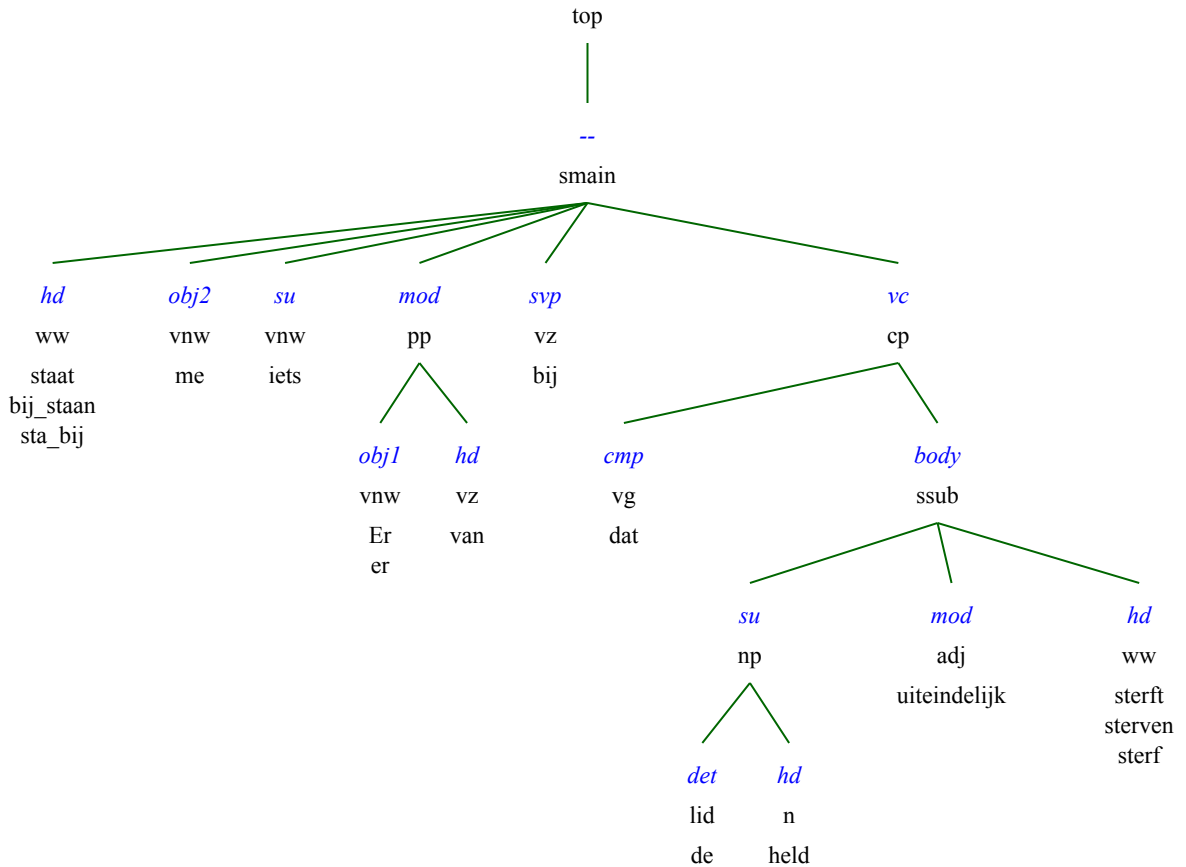 top
--
smain
hd obj2 su mod svp vc
ww vnw vnw pp vz cp
staat me iets bij
bij_staan
sta_bij
obj1 hd cmp body
vnw vz vg ssub
Er van dat
er
su mod hd
np adj ww
uiteindelijk sterft
sterven
sterf
det hd
lid n
de held